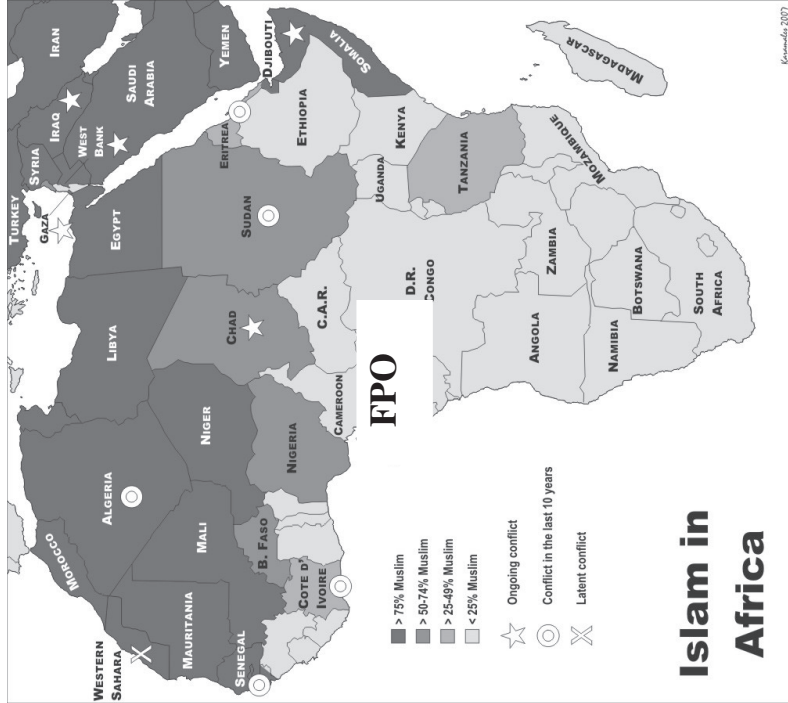 TURKEY
SYRIA
IRAQ
IRAN
GAZA
WEST
BANK
SAUDI
ARABIA
YEMEN
MOROCCO
ALGERIA
LIBYA
EGYPT
WESTERN
SAHARA
MAURITANIA
MALI
NIGER
CHAD
SUDAN
ERITREA
DJIBOUTI
SOMALIA
ETHIOPIA
SENEGAL
B. FASO
COTE D'
IVOIRE
NIGERIA
CAMEROON
C.A.R.
FPO
D.R.
CONGO
UGANDA
KENYA
TANZANIA
ANGOLA
ZAMBIA
MOZAMBIQUE
MADAGASCAR
NAMIBIA
BOTSWANA
SOUTH
AFRICA
> 75% Muslim
> 50-74% Muslim
> 25-49% Muslim
< 25% Muslim
Ongoing conflict
Conflict in the last 10 years
Latent conflict
Islam in
Africa
2007